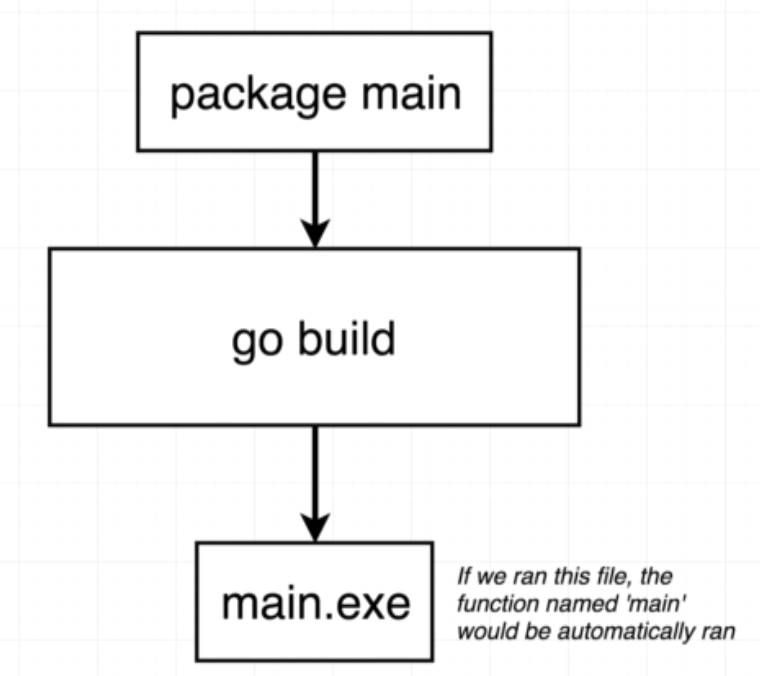 package main
go build
main.exe
If we ran this file, the
function named 'main'
would be automatically ran